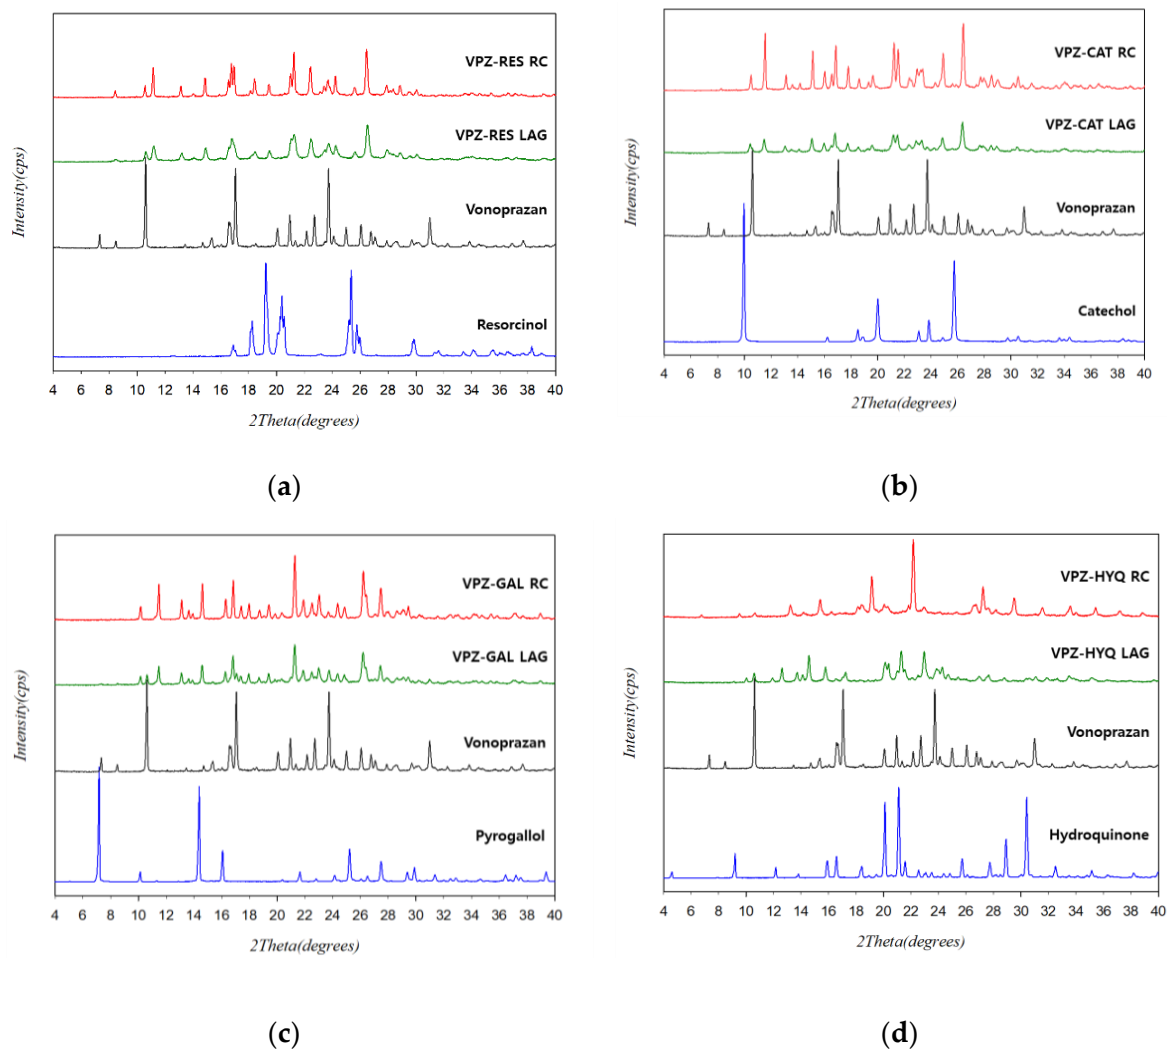 (a)
VPZ-RES RC
VPZ-RES LAG
Vonoprazan
Resorcinol
Intensity(cps)
4 6 8 10 12 14 16 18 20 22 24 26 28 30 32 34 36 38 40
2Theta(degrees)
(b)
VPZ-CAT RC
VPZ-CAT LAG
Vonoprazan
Catechol
Intensity(cps)
4 6 8 10 12 14 16 18 20 22 24 26 28 30 32 34 36 38 40
2Theta(degrees)
(c)
VPZ-GAL RC
VPZ-GAL LAG
Vonoprazan
Pyrogallol
Intensity(cps)
4 6 8 10 12 14 16 18 20 22 24 26 28 30 32 34 36 38 40
2Theta(degrees)
(d)
VPZ-HYQ RC
VPZ-HYQ LAG
Vonoprazan
Hydroquinone
Intensity(cps)
4 6 8 10 12 14 16 18 20 22 24 26 28 30 32 34 36 38 40
2Theta(degrees)